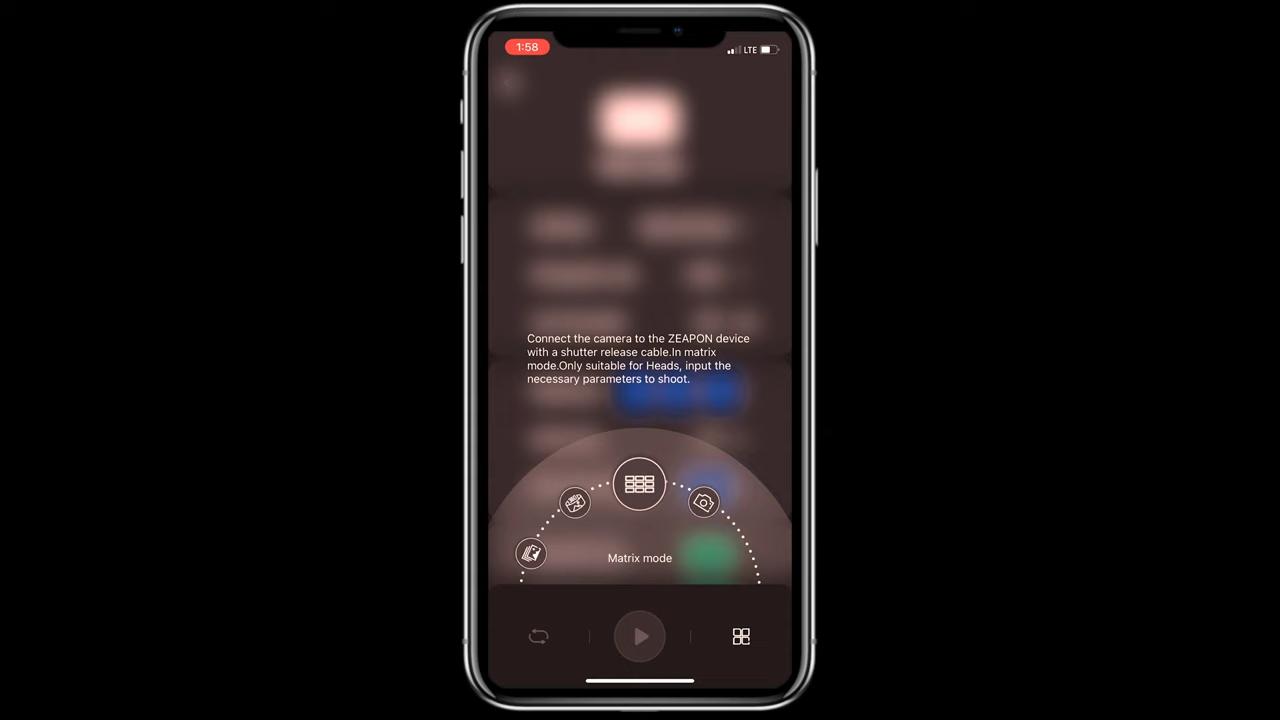 1:58
LTE
Connect the camera to the ZEAPON device
with a shutter release cable.In matrix
mode.Only suitable for Heads, input the
necessary parameters to shoot.
Matrix mode